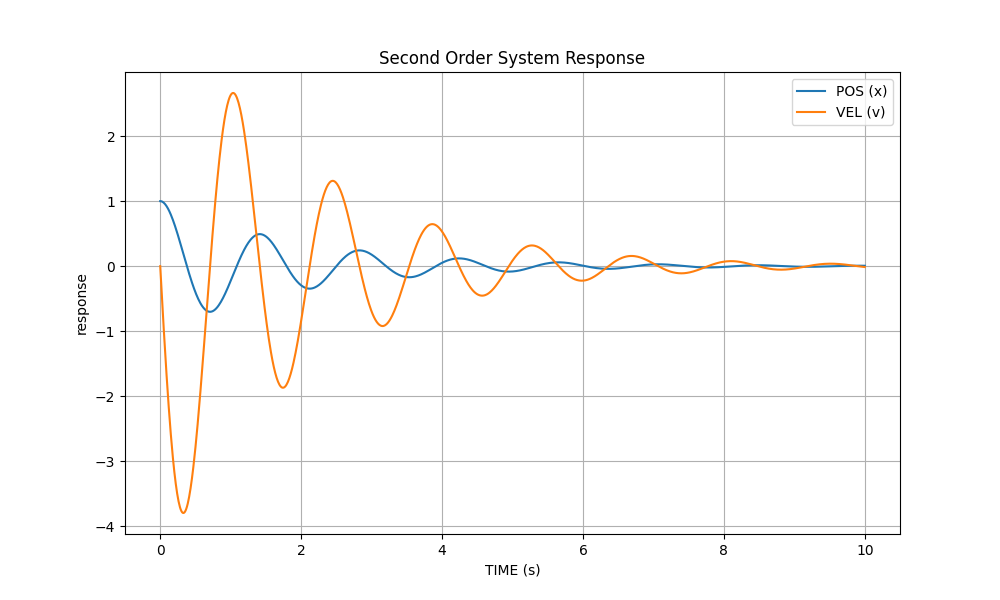 Second Order System Response
POS (x)
VEL (v)
2
1
0
−1
−2
−3
−4
response
0 2 4 6 8 10
TIME (s)